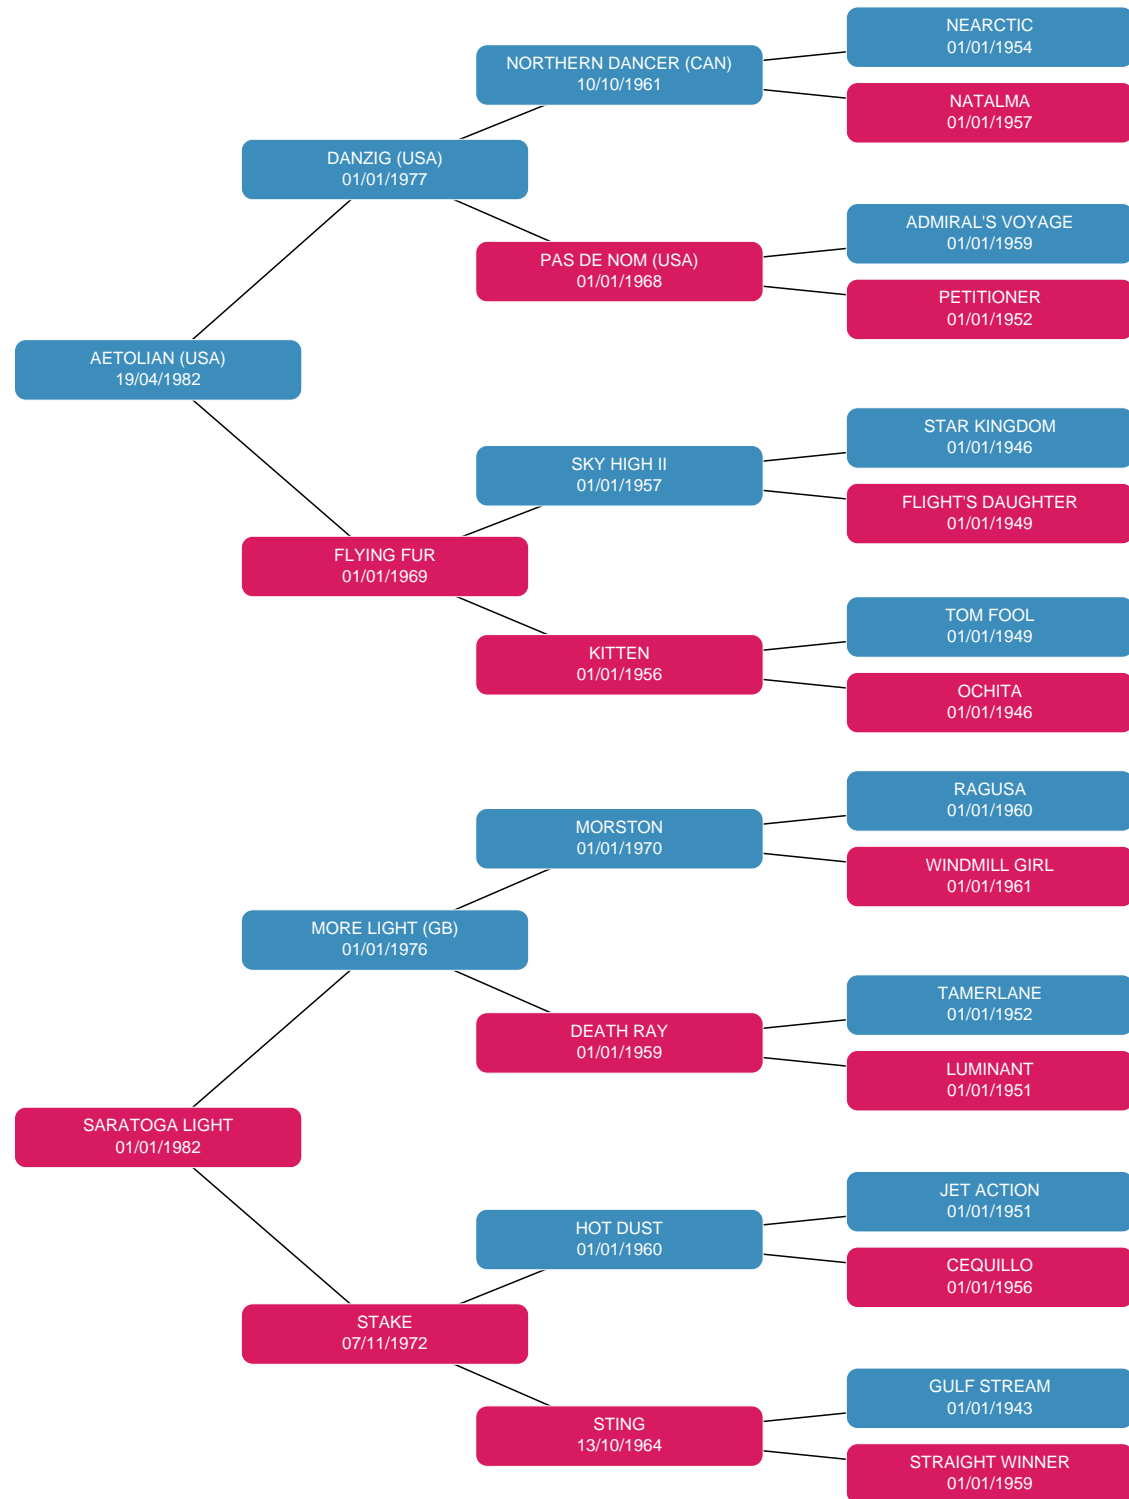 NEARCTIC
01/01/1954
NORTHERN DANCER (CAN)
10/10/1961
NATALMA
01/01/1957
DANZIG (USA)
01/01/1977
ADMIRAL'S VOYAGE
01/01/1959
PAS DE NOM (USA)
01/01/1968
PETITIONER
01/01/1952
AETOLIAN (USA)
19/04/1982
STAR KINGDOM
01/01/1946
SKY HIGH II
01/01/1957
FLIGHT'S DAUGHTER
01/01/1949
FLYING FUR
01/01/1969
TOM FOOL
01/01/1949
KITTEN
01/01/1956
OCHITA
01/01/1946
RAGUSA
01/01/1960
MORSTON
01/01/1970
WINDMILL GIRL
01/01/1961
MORE LIGHT (GB)
01/01/1976
TAMERLANE
01/01/1952
DEATH RAY
01/01/1959
LUMINANT
01/01/1951
SARATOGA LIGHT
01/01/1982
JET ACTION
01/01/1951
HOT DUST
01/01/1960
CEQUILLO
01/01/1956
STAKE
07/11/1972
GULF STREAM
01/01/1943
STING
13/10/1964
STRAIGHT WINNER
01/01/1959